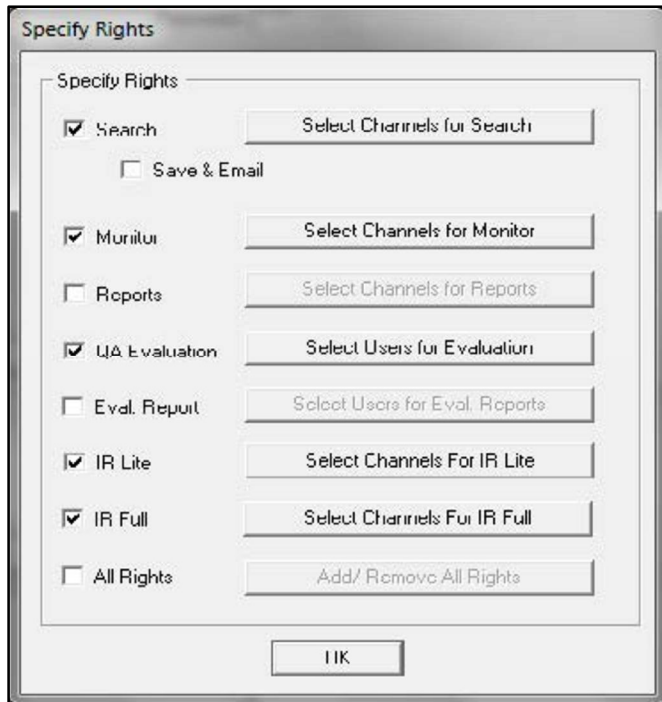 Specify Rights
Specify Rights
Search Select Channels for Search
Save & Email
Monitor Select Channels for Monitor
Reports Select Channels for Reports
QA Evaluation Select Users for Evaluation
Eval. Report Select Users for Eval. Reports
IR Lite Select Channels For IR Lite
IR Full Select Channels For IR Full
All Rights Add/ Remove All Rights
OK